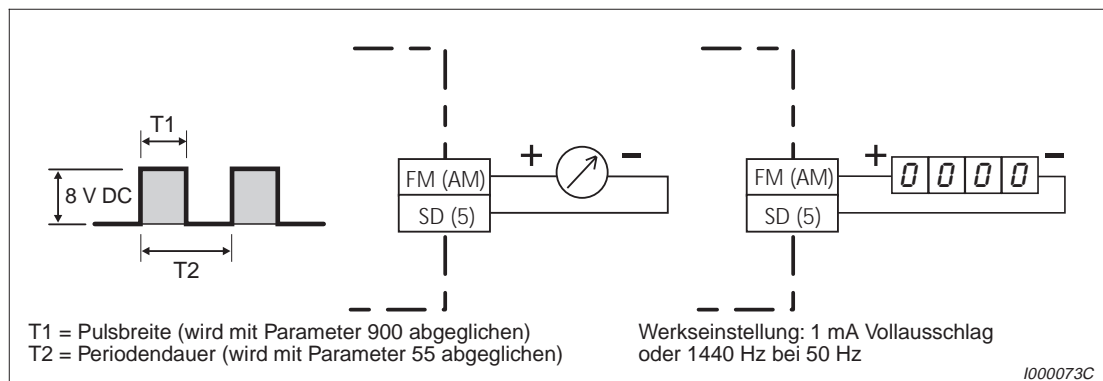 T1
8 V DC
T2
+ −
FM (AM)
SD (5)
+ 0000 −
FM (AM)
SD (5)
T1 = Pulsbreite (wird mit Parameter 900 abgeglichen)
T2 = Periodendauer (wird mit Parameter 55 abgeglichen)
Werkseinstellung: 1 mA Vollausschlag
oder 1440 Hz bei 50 Hz
I000073C